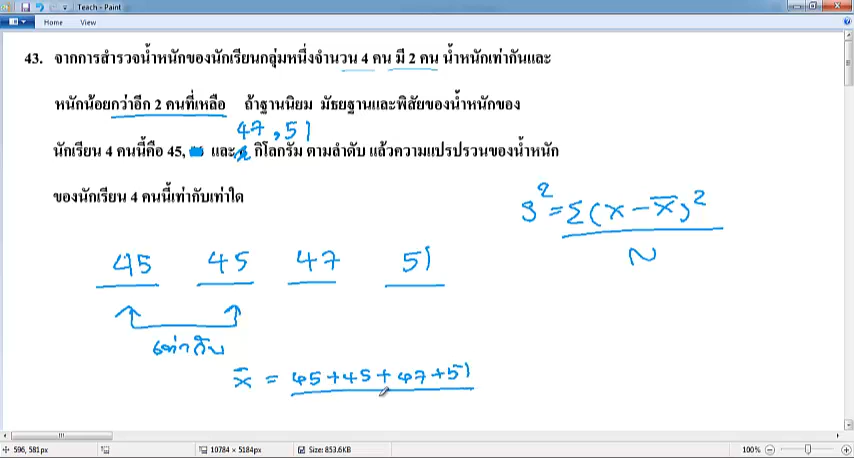 Teach - Paint
Home View
43. จากการสำรวจน้ำหนักของนักเรียนกลุ่มหนึ่งจำนวน 4 คน มี 2 คน น้ำหนักเท่ากันและ
หนักน้อยกว่าอีก 2 คนที่เหลือ ถ้าฐานนิยม มัธยฐานและพิสัยของน้ำหนักของ
47, 51
นักเรียน 4 คนนี้คือ 45, และ กิโลกรัม ตามลำดับ แล้วความแปรปรวนของน้ำหนัก
ของนักเรียน 4 คนนี้เท่ากับเท่าใด
S² = Σ(x - x̄)²
N
45 45 47 51
เท่ากับ
x̄ = 45+45+47+51
596, 581px 10784 × 5184px Size: 853.6KB 100%